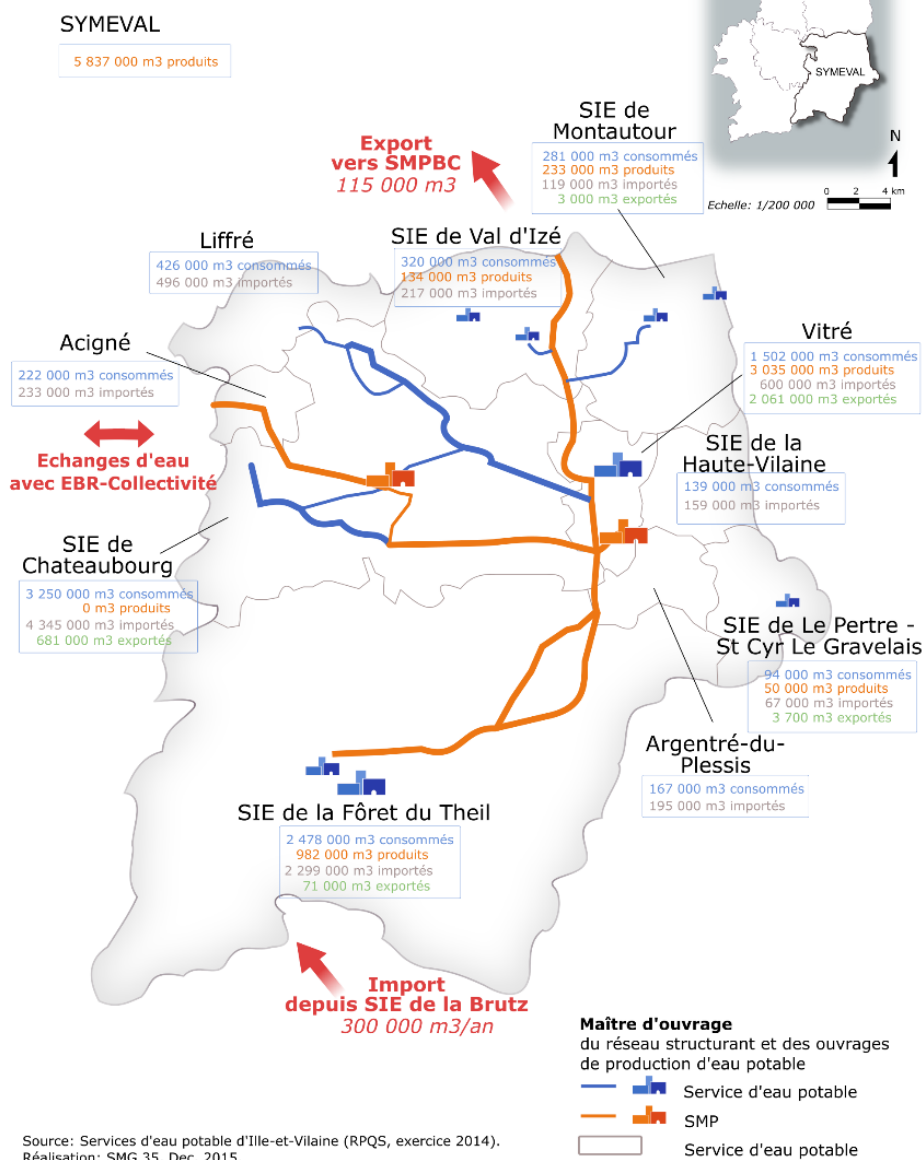 SYMEVAL
5 837 000 m3 produits
SYMEVAL
N
0 2 4 km
Echelle: 1/200 000
SIE de
Montautour
281 000 m3 consommés
233 000 m3 produits
119 000 m3 importés
3 000 m3 exportés
Export
vers SMPBC
115 000 m3
Liffré
426 000 m3 consommés
496 000 m3 importés
SIE de Val d'Izé
320 000 m3 consommés
134 000 m3 produits
217 000 m3 importés
Acigné
222 000 m3 consommés
233 000 m3 importés
Vitré
1 502 000 m3 consommés
3 035 000 m3 produits
600 000 m3 importés
2 061 000 m3 exportés
Echanges d'eau
avec EBR-Collectivité
SIE de la
Haute-Vilaine
139 000 m3 consommés
159 000 m3 importés
SIE de
Chateaubourg
3 250 000 m3 consommés
0 m3 produits
4 345 000 m3 importés
681 000 m3 exportés
SIE de Le Pertre -
St Cyr Le Gravelais
94 000 m3 consommés
50 000 m3 produits
67 000 m3 importés
3 700 m3 exportés
Argentré-du-
Plessis
167 000 m3 consommés
195 000 m3 importés
SIE de la Fôret du Theil
2 478 000 m3 consommés
982 000 m3 produits
2 299 000 m3 importés
71 000 m3 exportés
Import
depuis SIE de la Brutz
300 000 m3/an
Maître d'ouvrage
du réseau structurant et des ouvrages
de production d'eau potable
Service d'eau potable
SMP
Service d'eau potable
Source: Services d'eau potable d'Ille-et-Vilaine (RPQS, exercice 2014).
Réalisation: SMG 35, Dec. 2015